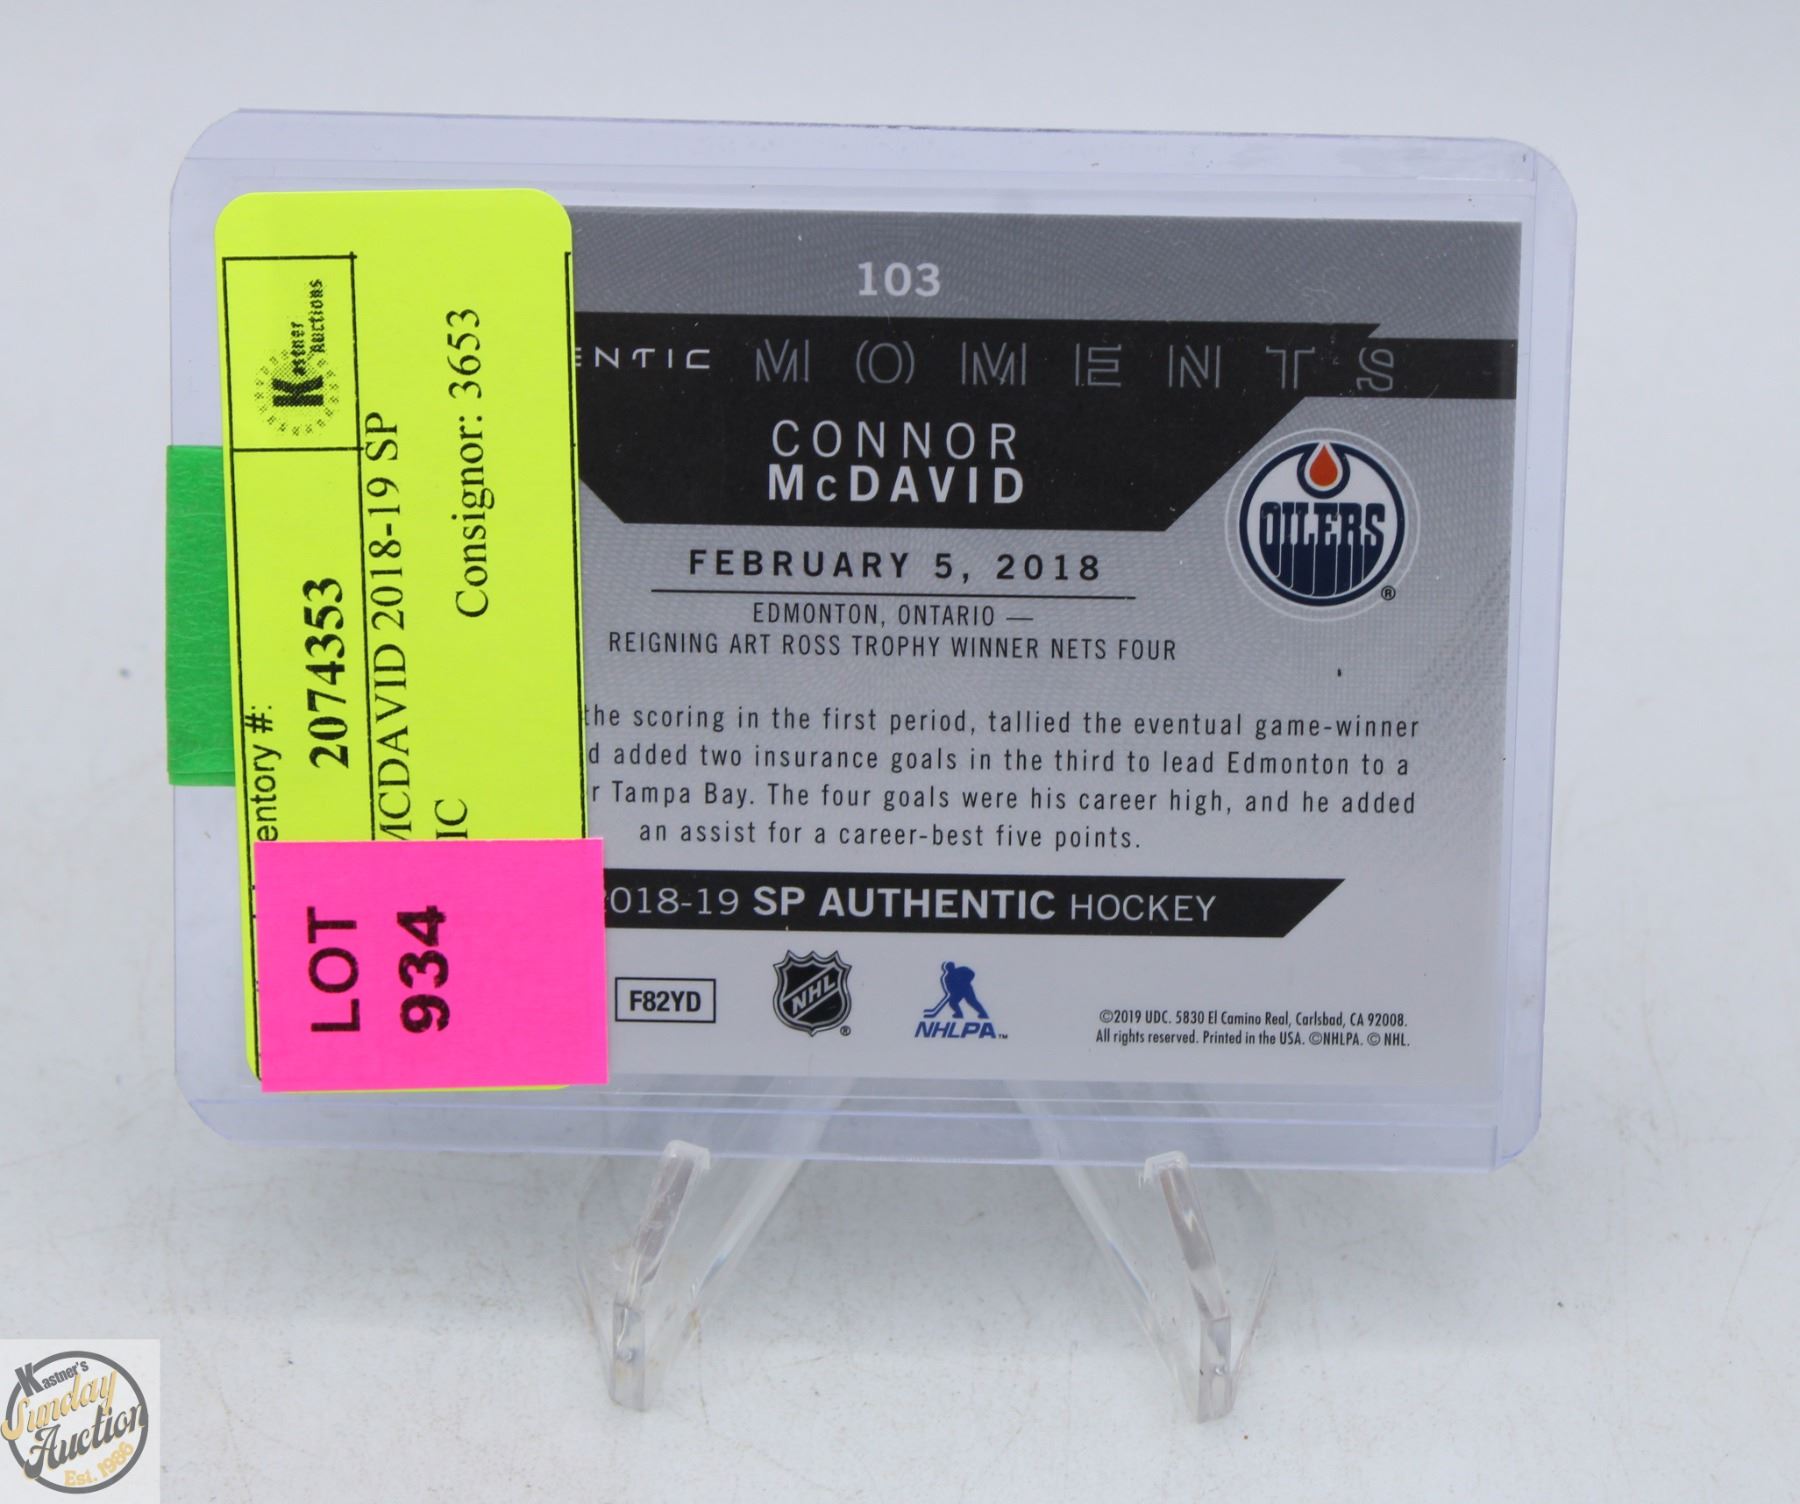 103
ENTIC MOMENTS
CONNOR
McDAVID
OILERS
®
FEBRUARY 5, 2018
EDMONTON, ONTARIO —
REIGNING ART ROSS TROPHY WINNER NETS FOUR
the scoring in the first period, tallied the eventual game-winner
d added two insurance goals in the third to lead Edmonton to a
r Tampa Bay. The four goals were his career high, and he added
an assist for a career-best five points.
2018-19 SP AUTHENTIC HOCKEY
F82YD
NHL
®
NHLPA™
©2019 UDC. 5830 El Camino Real, Carlsbad, CA 92008.
All rights reserved. Printed in the USA. ©NHLPA. © NHL.
Kastner
Auctions
entory #:
2074353
MCDAVID 2018-19 SP
IC
Consignor: 3653
LOT
934
Kastner's
Sunday
Auction
Est. 1986